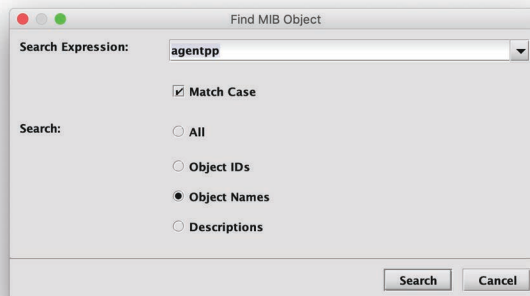 Find MIB Object
Search Expression:
agentpp
Match Case
Search:
All
Object IDs
Object Names
Descriptions
Search Cancel